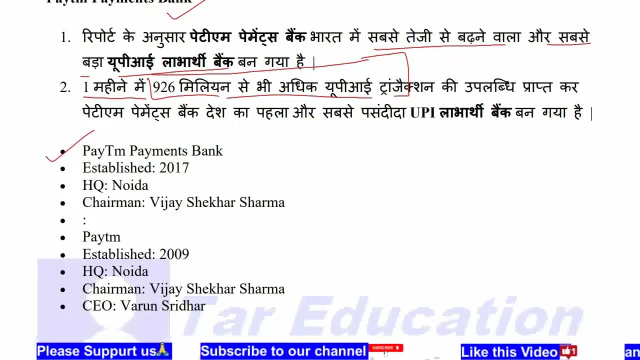 Paytm Payments Bank
1. रिपोर्ट के अनुसार पेटीएम पेमेंट्स बैंक भारत में सबसे तेजी से बढ़ने वाला और सबसे
बड़ा यूपीआई लाभार्थी बैंक बन गया है |
2. 1 महीने में 926 मिलियन से भी अधिक यूपीआई ट्रांजैक्शन की उपलब्धि प्राप्त कर
पेटीएम पेमेंट्स बैंक देश का पहला और सबसे पसंदीदा UPI लाभार्थी बैंक बन गया है |
• PayTm Payments Bank
• Established: 2017
• HQ: Noida
• Chairman: Vijay Shekhar Sharma
• :
• Paytm
• Established: 2009
• HQ: Noida
• Chairman: Vijay Shekhar Sharma
• CEO: Varun Sridhar
Tar Education
Please Suppurt us Subscribe to our channel Like this Video an